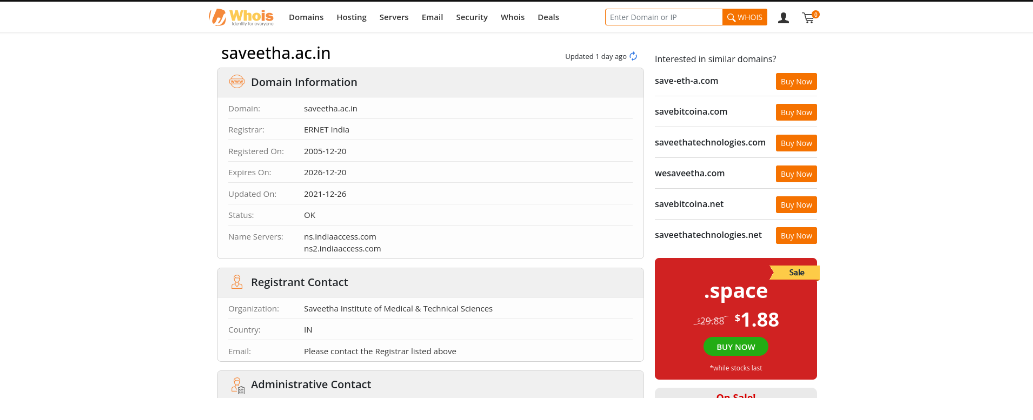 Whois
Identity for everyone
Domains
Hosting
Servers
Email
Security
Whois
Deals
Enter Domain or IP
WHOIS
0
saveetha.ac.in
Updated 1 day ago
Domain Information
Domain: saveetha.ac.in
Registrar: ERNET India
Registered On: 2005-12-20
Expires On: 2026-12-20
Updated On: 2021-12-26
Status: OK
Name Servers: ns.indiaaccess.com
ns2.indiaaccess.com
Registrant Contact
Organization: Saveetha Institute of Medical & Technical Sciences
Country: IN
Email: Please contact the Registrar listed above
Administrative Contact
Interested in similar domains?
save-eth-a.com Buy Now
savebitcoina.com Buy Now
saveethatechnologies.com Buy Now
wesaveetha.com Buy Now
savebitcoina.net Buy Now
saveethatechnologies.net Buy Now
Sale
.space
$29.88 $1.88
BUY NOW
*while stocks last
On Sale!